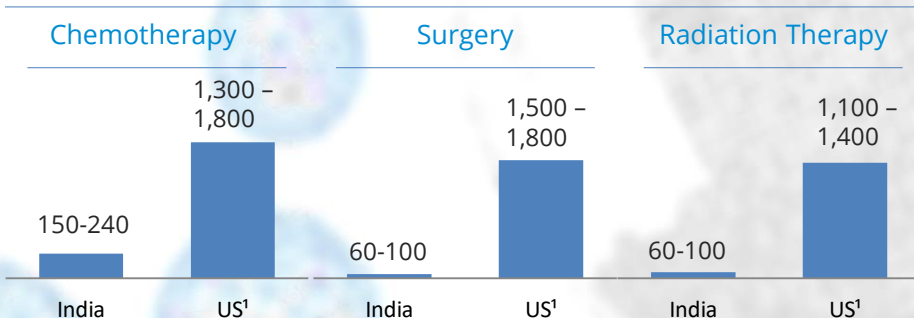 Chemotherapy
1,300 –
1,800
150-240
India
US¹
Surgery
1,500 –
1,800
60-100
India
US¹
Radiation Therapy
1,100 –
1,400
60-100
India
US¹